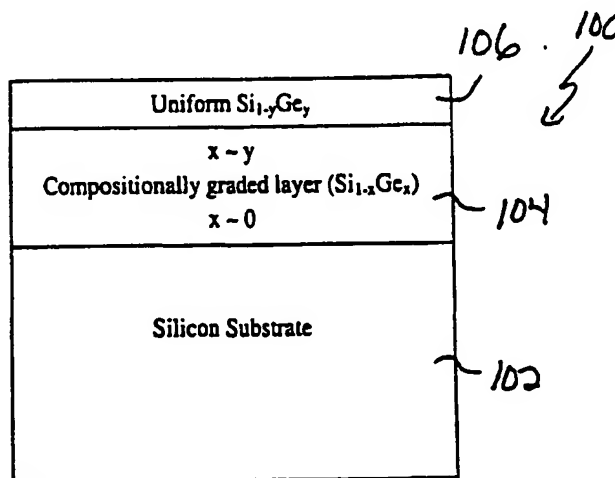 100
106
Uniform Si₁₋yGey
x ~ y
Compositionally graded layer (Si₁₋ₓGeₓ)
104
x ~ 0
Silicon Substrate
102